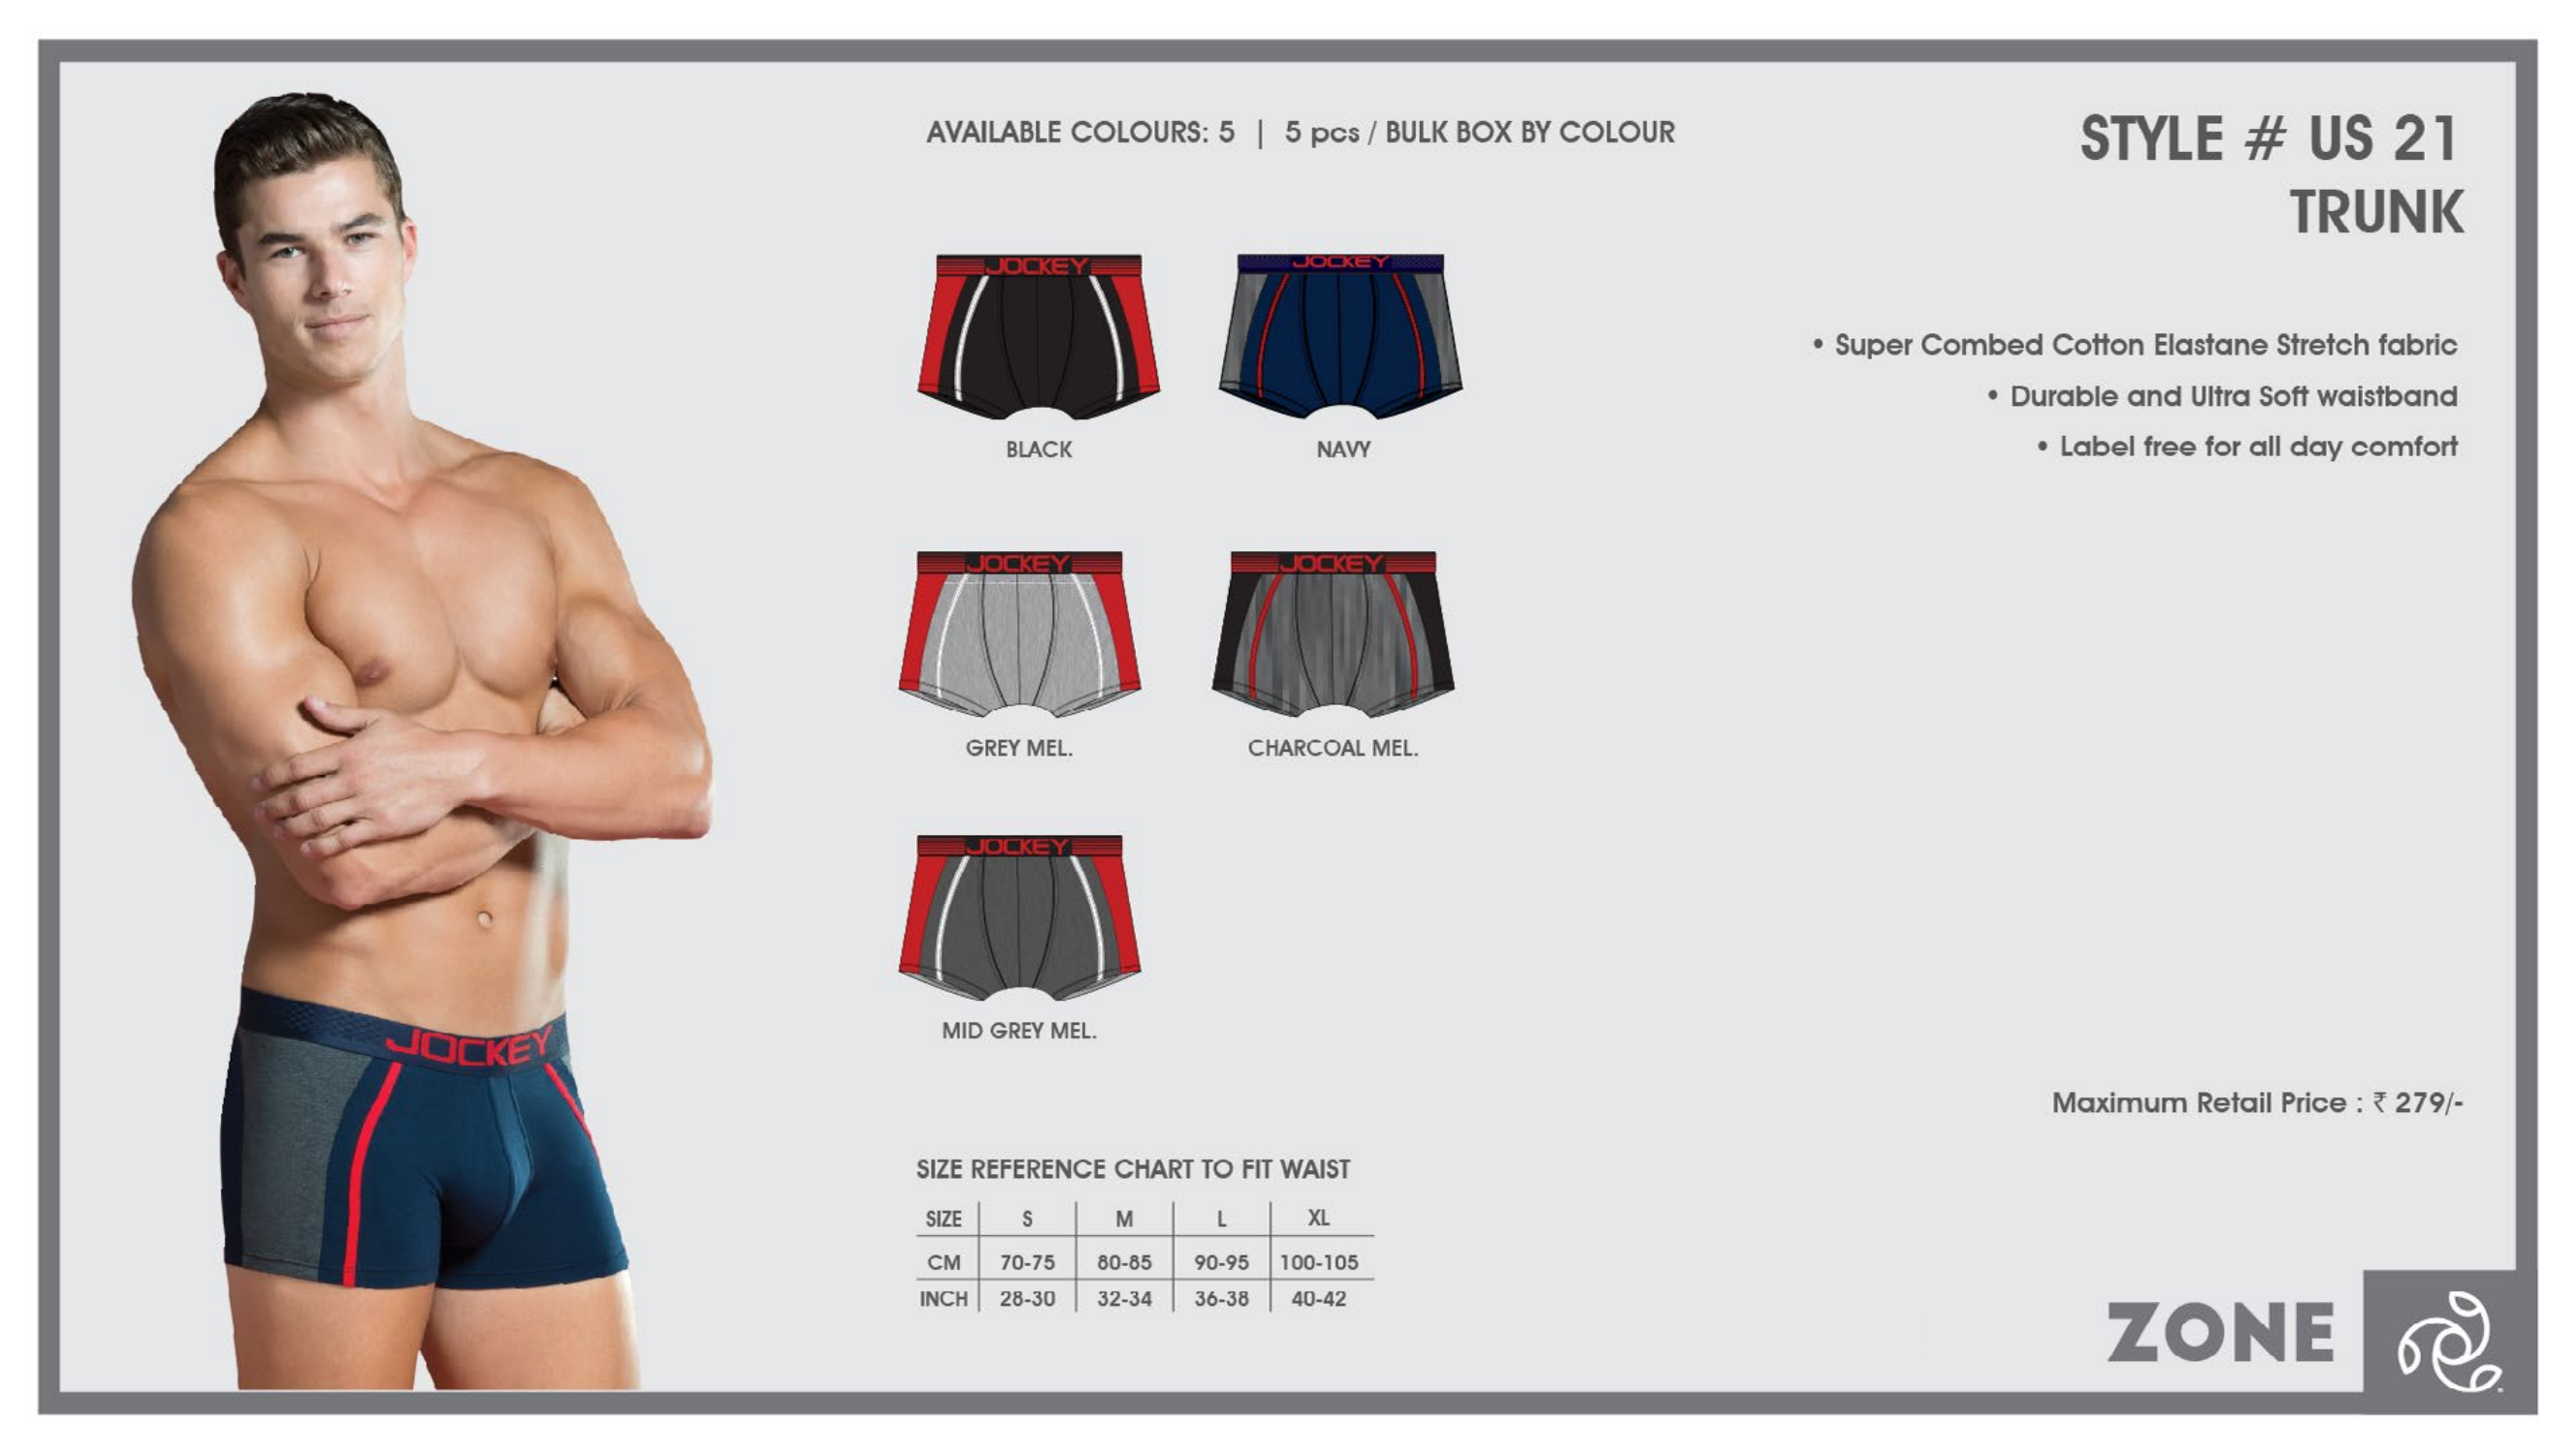 AVAILABLE COLOURS: 5 | 5 pcs / BULK BOX BY COLOUR
STYLE # US 21
TRUNK
• Super Combed Cotton Elastane Stretch fabric
• Durable and Ultra Soft waistband
• Label free for all day comfort
JOCKEY
JOCKEY
BLACK
NAVY
JOCKEY
JOCKEY
GREY MEL.
CHARCOAL MEL.
JOCKEY
MID GREY MEL.
JOCKEY
Maximum Retail Price : ₹ 279/-
SIZE REFERENCE CHART TO FIT WAIST
SIZE S M L XL
CM 70-75 80-85 90-95 100-105
INCH 28-30 32-34 36-38 40-42
ZONE